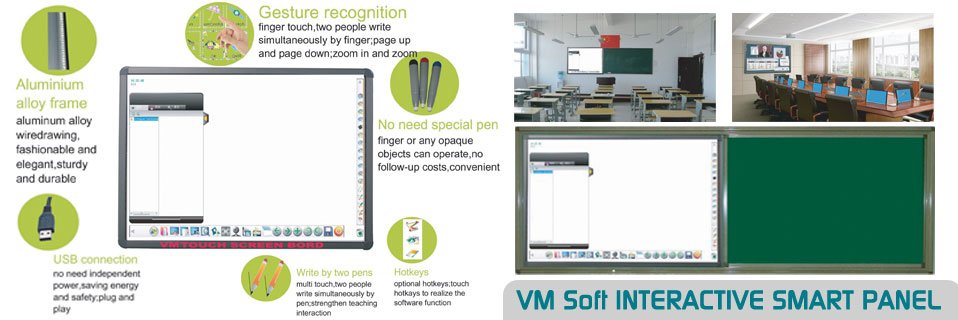 Gesture recognition
finger touch,two people write
simultaneously by finger;page up
and page down;zoom in and zoom
Aluminium
alloy frame
aluminum alloy
wiredrawing,
fashionable and
elegant,sturdy
and durable
No need special pen
finger or any opaque
objects can operate,no
follow-up costs,convenient
USB connection
no need independent
power,saving energy
and safety;plug and
play
VM TOUCH SCREEN BORD
Write by two pens
multi touch,two people
write simultaneously by
pen;strengthen teaching
interaction
Hotkeys
optional hotkeys;touch
hotkays to realize the
software function
VM Soft INTERACTIVE SMART PANEL